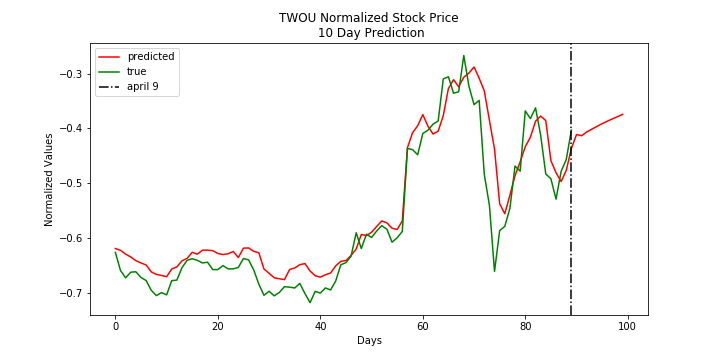 TWOU Normalized Stock Price
10 Day Prediction
predicted
true
april 9
−0.3
−0.4
−0.5
−0.6
−0.7
Normalized Values
0 20 40 60 80 100
Days